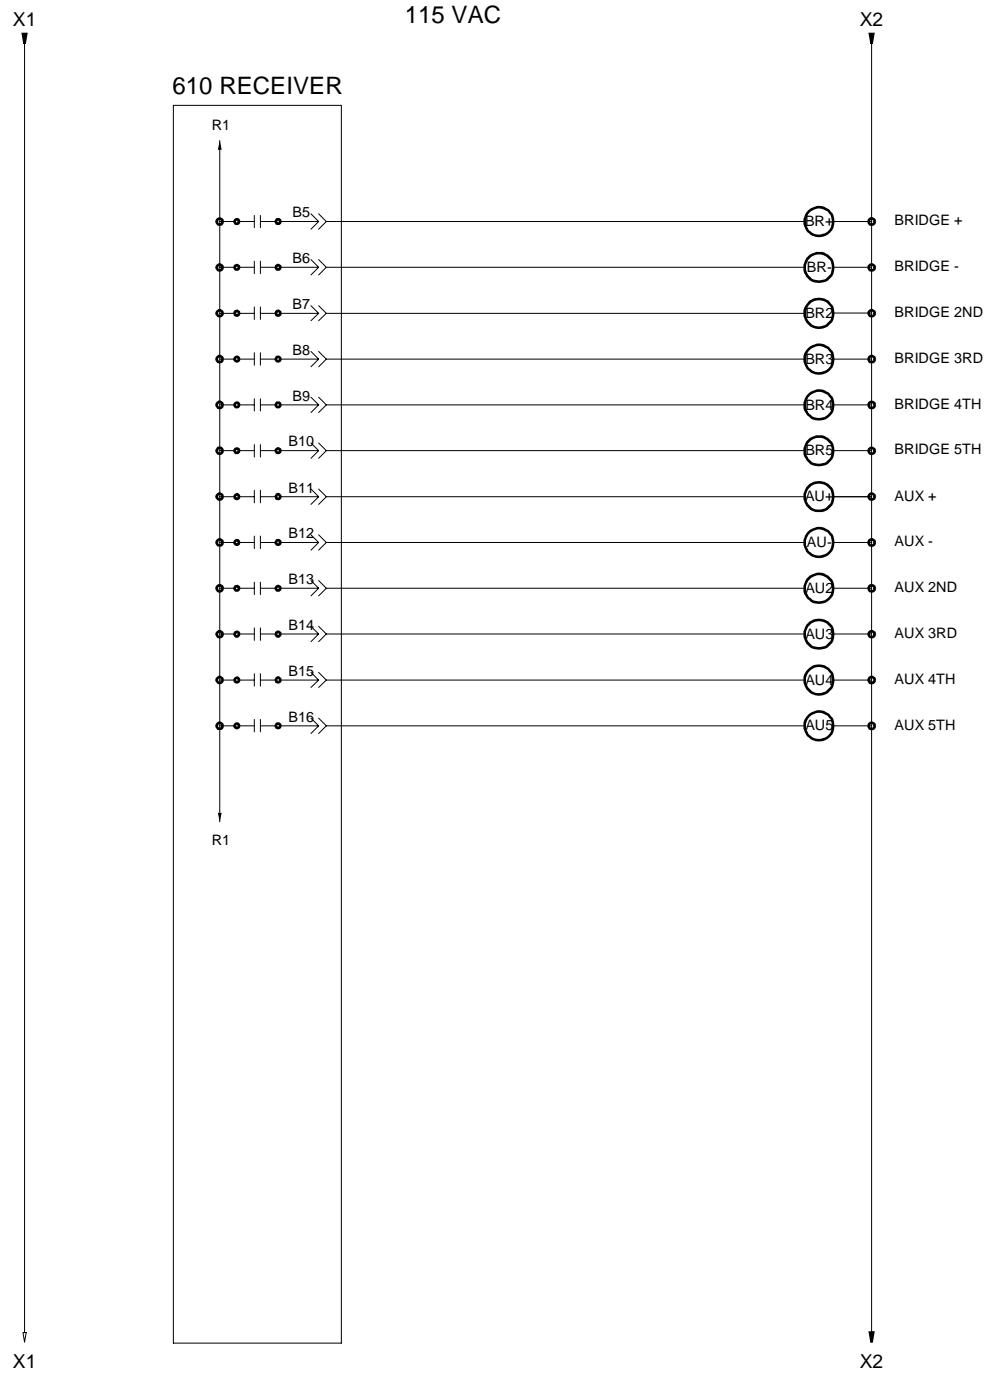 115 VAC
X1 X2
610 RECEIVER
R1
B5 BR+ BRIDGE +
B6 BR- BRIDGE -
B7 BR2 BRIDGE 2ND
B8 BR3 BRIDGE 3RD
B9 BR4 BRIDGE 4TH
B10 BR5 BRIDGE 5TH
B11 AU+ AUX +
B12 AU- AUX -
B13 AU2 AUX 2ND
B14 AU3 AUX 3RD
B15 AU4 AUX 4TH
B16 AU5 AUX 5TH
R1
X1 X2